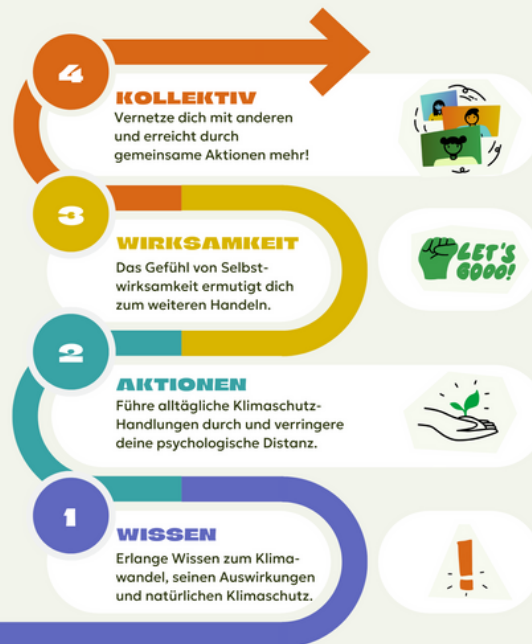 4
KOLLEKTIV
Vernetze dich mit anderen
und erreicht durch
gemeinsame Aktionen mehr!
3
WIRKSAMKEIT
Das Gefühl von Selbst-
wirksamkeit ermutigt dich
zum weiteren Handeln.
LET'S
GOOO!
2
AKTIONEN
Führe alltägliche Klimaschutz-
Handlungen durch und verringere
deine psychologische Distanz.
1
WISSEN
Erlange Wissen zum Klima-
wandel, seinen Auswirkungen
und natürlichen Klimaschutz.
!